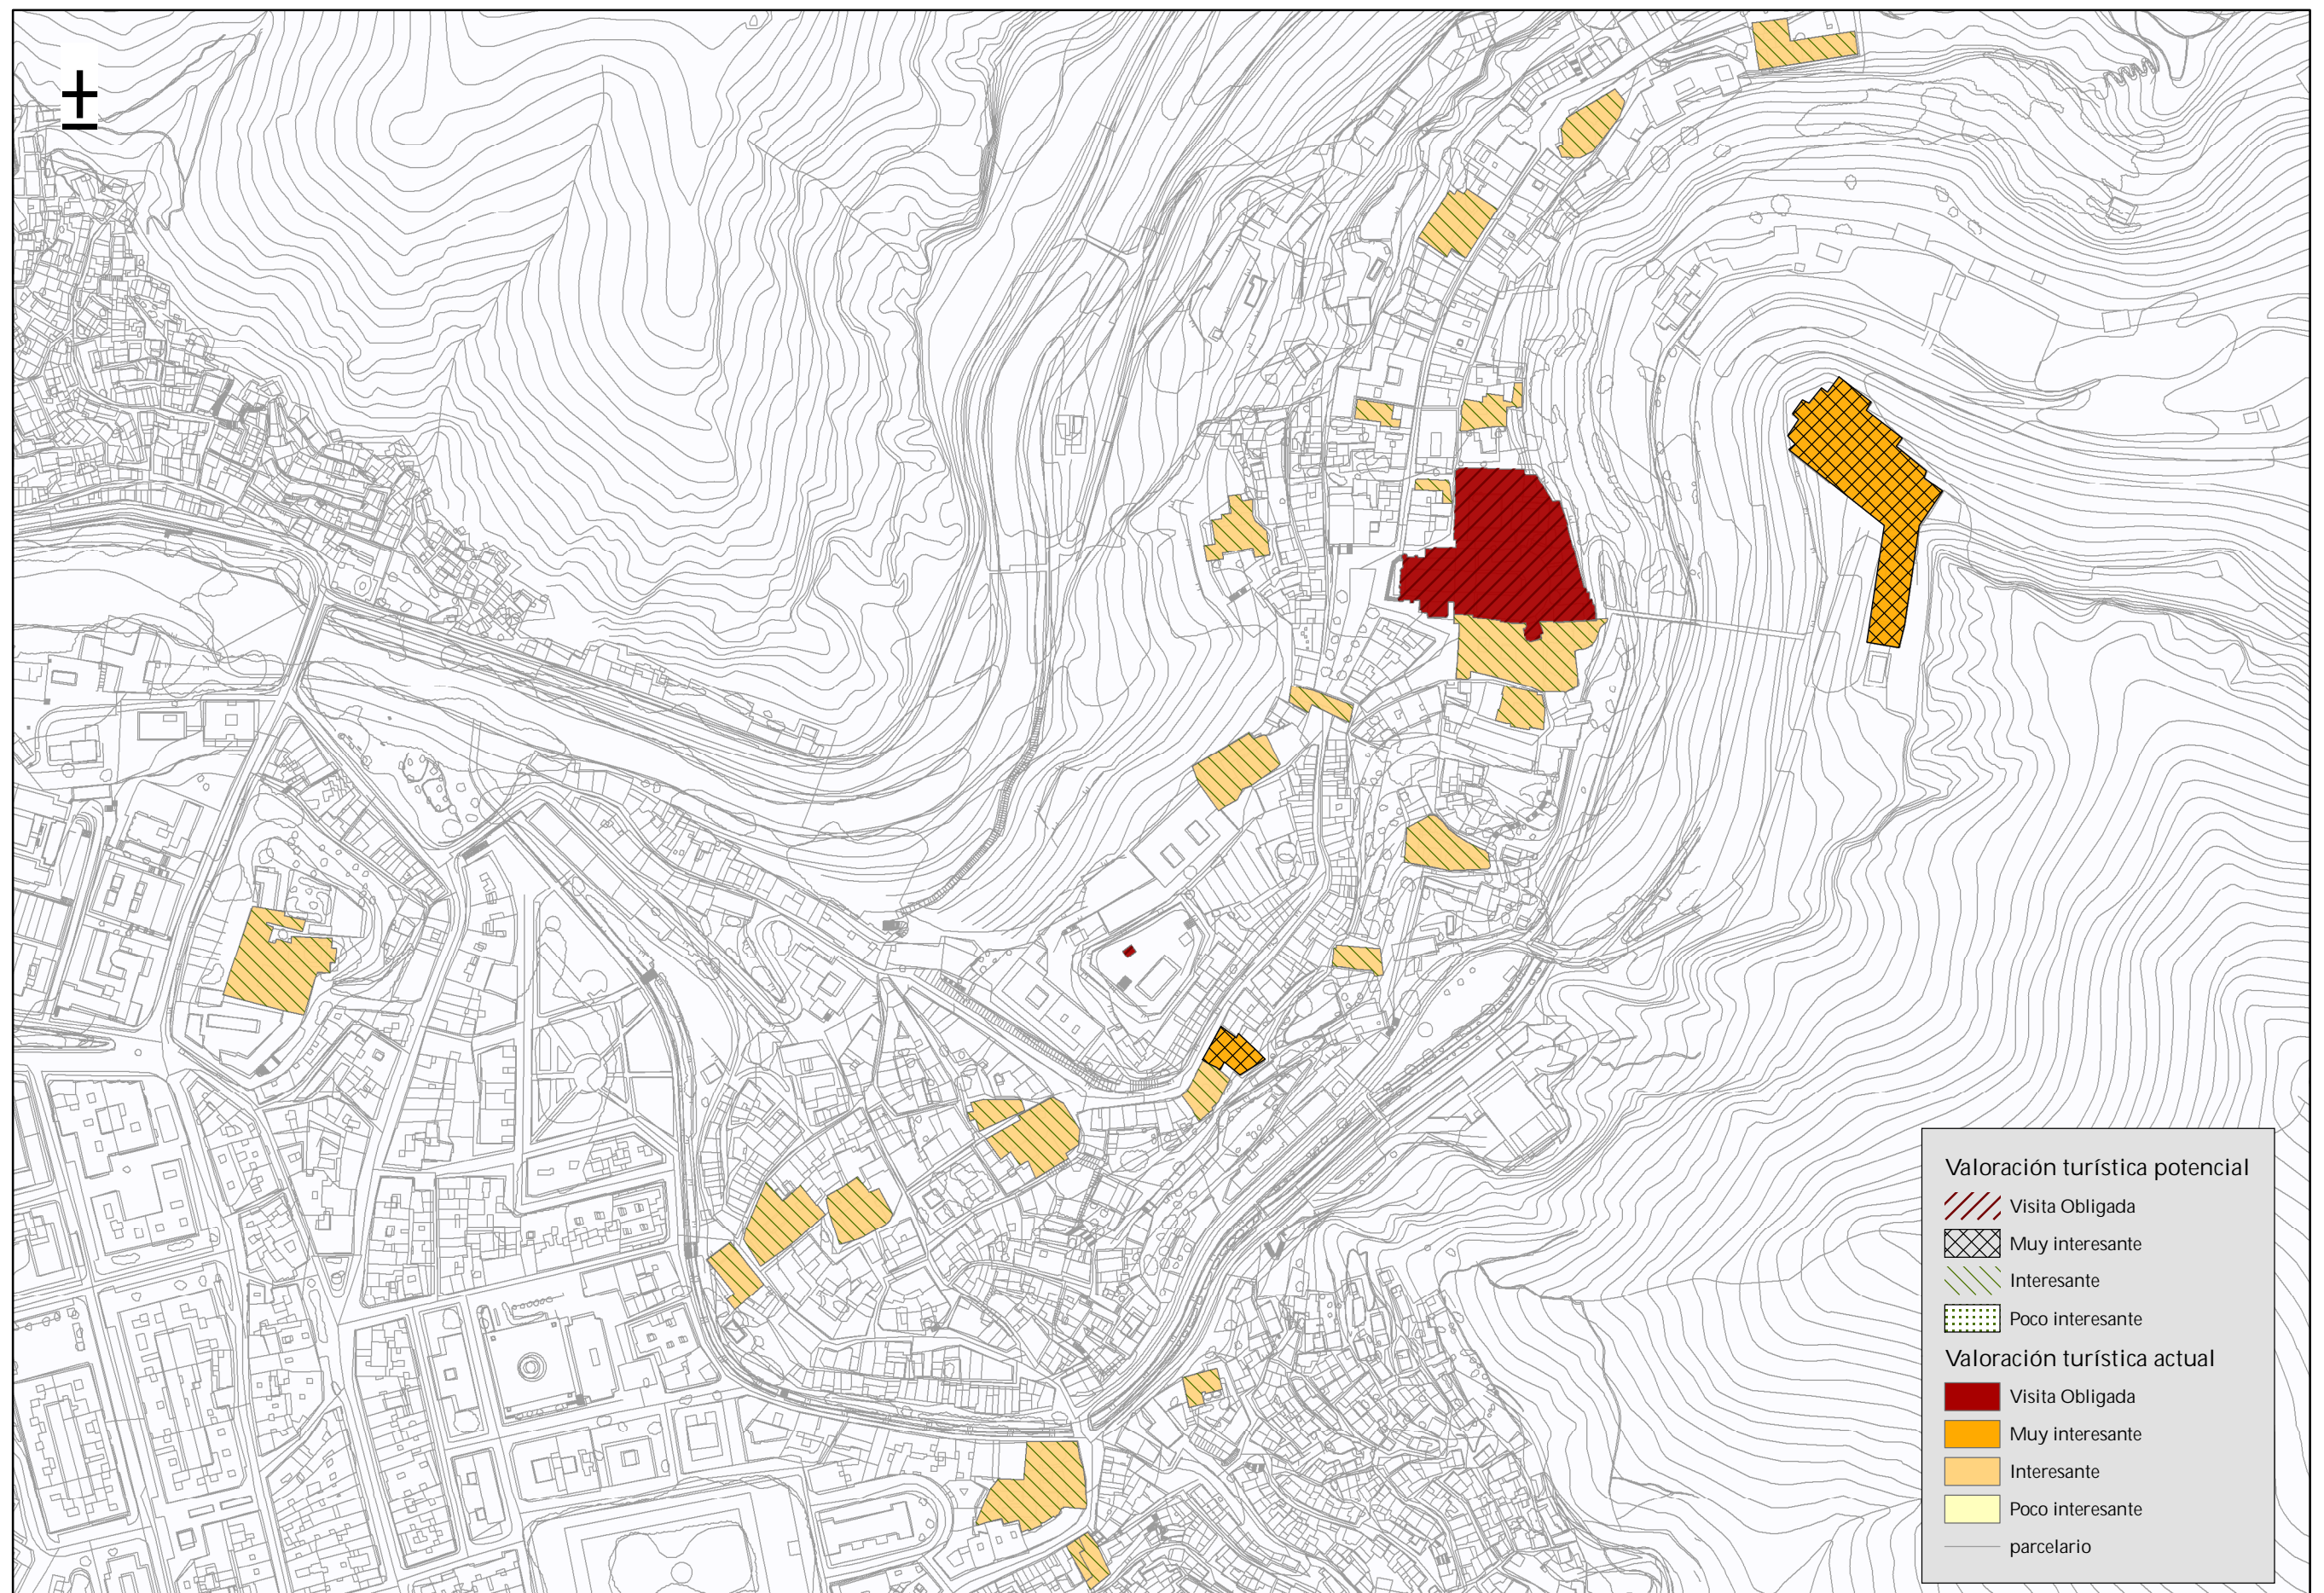 Valoración turística potencial
Visita Obligada
Muy interesante
Interesante
Poco interesante
Valoración turística actual
Visita Obligada
Muy interesante
Interesante
Poco interesante
parcelario